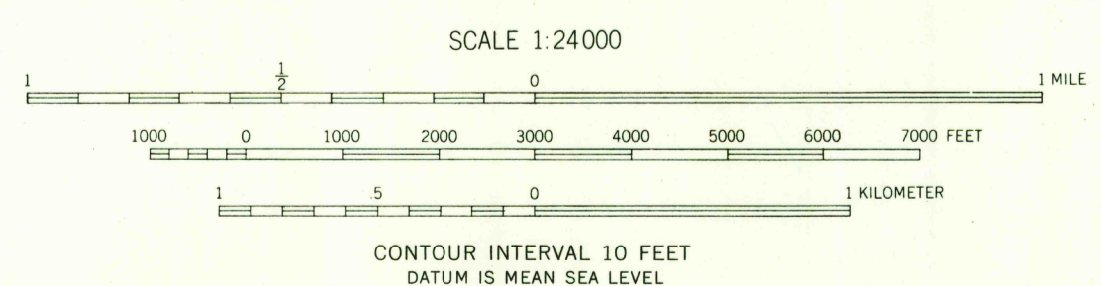 SCALE 1:24000
1 1/2 0 1 MILE
1000 0 1000 2000 3000 4000 5000 6000 7000 FEET
1 .5 0 1 KILOMETER
CONTOUR INTERVAL 10 FEET
DATUM IS MEAN SEA LEVEL